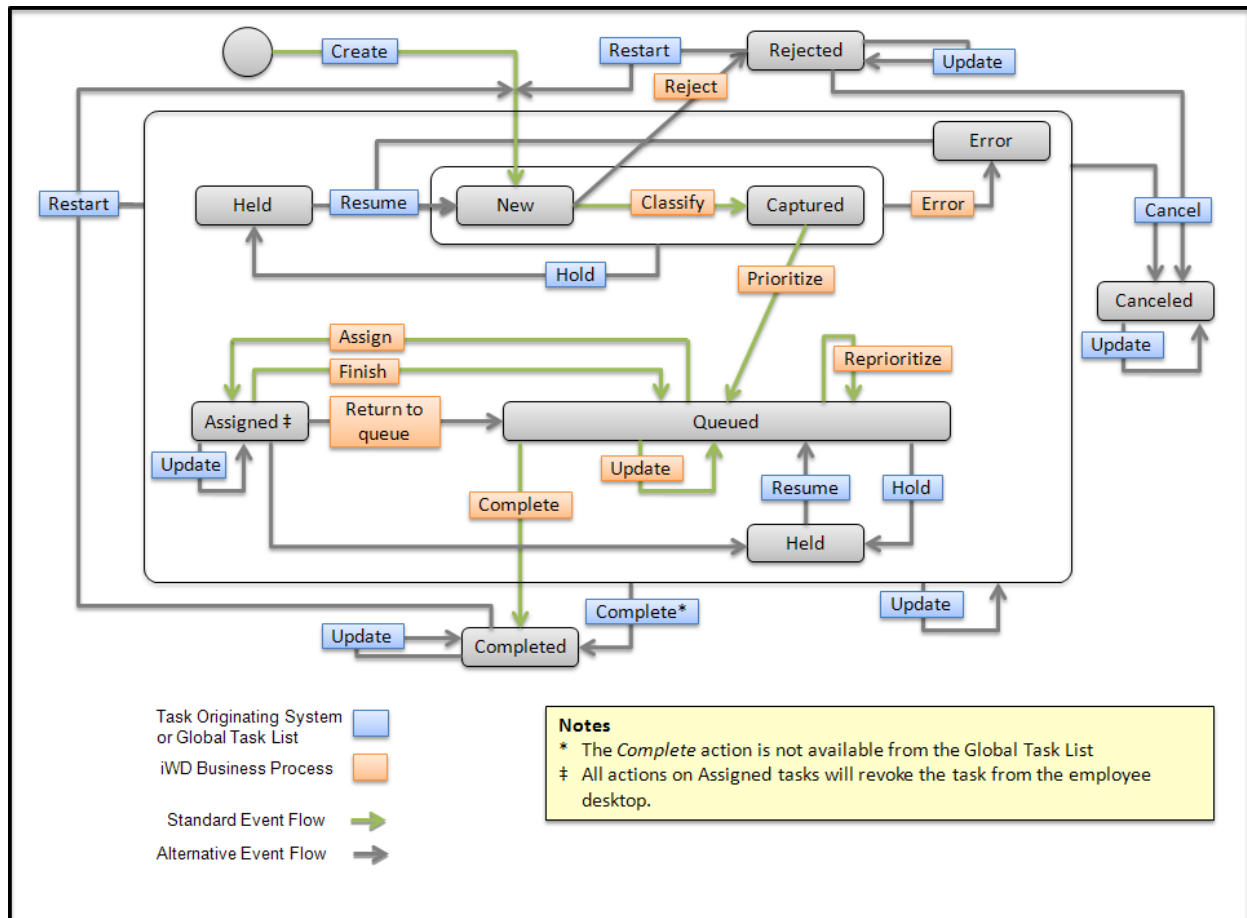 Create
Restart
Rejected
Update
Reject
Error
Restart
Held
Resume
New
Classify
Captured
Error
Cancel
Hold
Prioritize
Canceled
Update
Assign
Reprioritize
Finish
Assigned ‡
Return to
queue
Queued
Update
Update
Resume
Hold
Complete
Held
Update
Completed
Complete*
Update
Task Originating System
or Global Task List
iWD Business Process
Standard Event Flow
Alternative Event Flow
Notes
* The Complete action is not available from the Global Task List
‡ All actions on Assigned tasks will revoke the task from the employee
desktop.